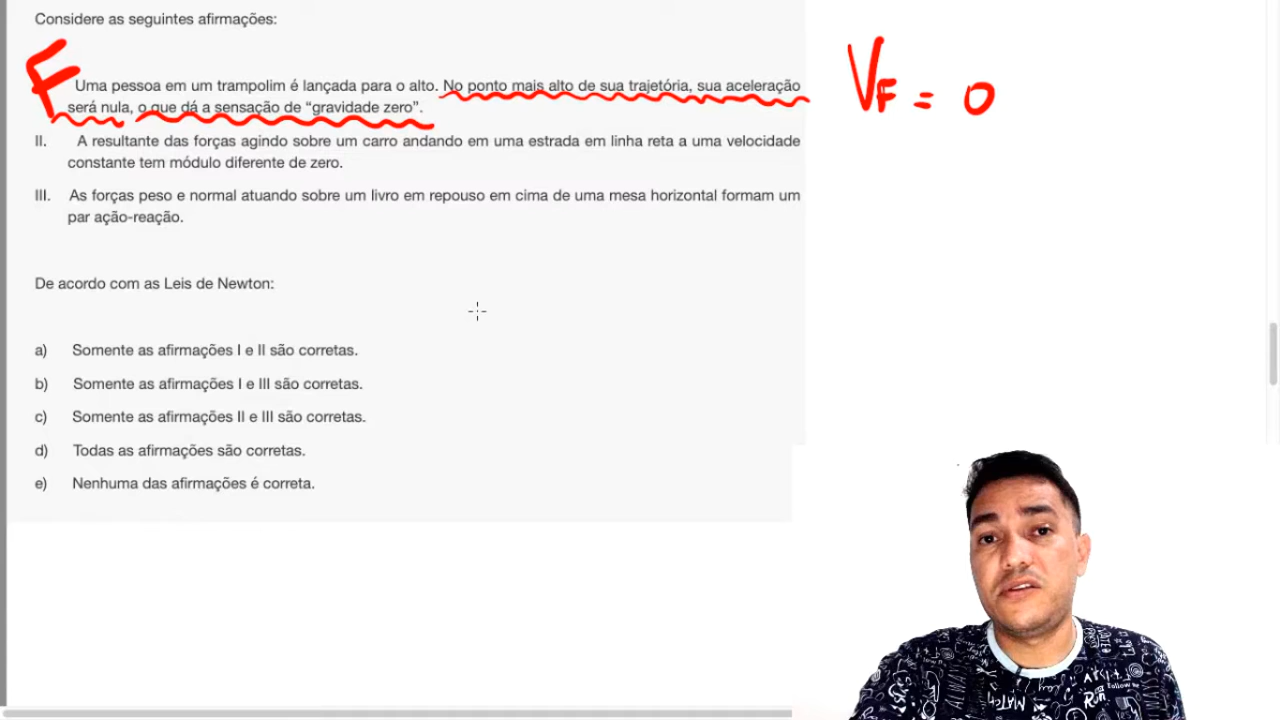 Considere as seguintes afirmações:
F Uma pessoa em um trampolim é lançada para o alto. No ponto mais alto de sua trajetória, sua aceleração
será nula, o que dá a sensação de “gravidade zero”.
VF = 0
II. A resultante das forças agindo sobre um carro andando em uma estrada em linha reta a uma velocidade
constante tem módulo diferente de zero.
III. As forças peso e normal atuando sobre um livro em repouso em cima de uma mesa horizontal formam um
par ação-reação.
De acordo com as Leis de Newton:
a) Somente as afirmações I e II são corretas.
b) Somente as afirmações I e III são corretas.
c) Somente as afirmações II e III são corretas.
d) Todas as afirmações são corretas.
e) Nenhuma das afirmações é correta.
ALWAYS
MATCH
Follow me
Run